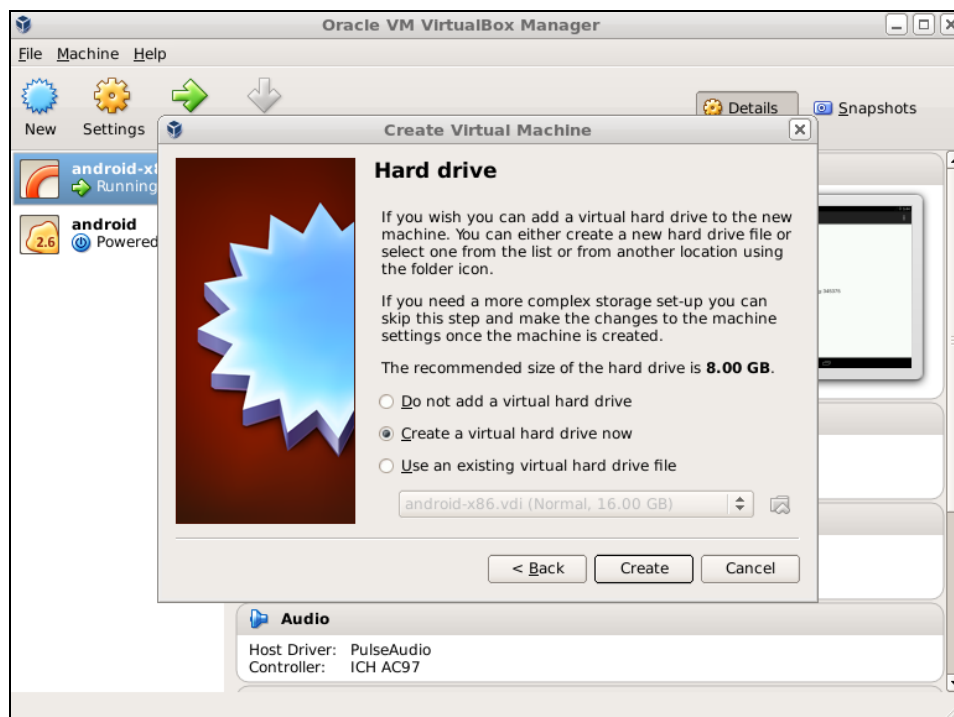 Oracle VM VirtualBox Manager
File Machine Help
New Settings
Details Snapshots
android-x8
Running
android
2.6
Powered
Create Virtual Machine
Hard drive
If you wish you can add a virtual hard drive to the new
machine. You can either create a new hard drive file or
select one from the list or from another location using
the folder icon.
If you need a more complex storage set-up you can
skip this step and make the changes to the machine
settings once the machine is created.
The recommended size of the hard drive is 8.00 GB.
Do not add a virtual hard drive
Create a virtual hard drive now
Use an existing virtual hard drive file
android-x86.vdi (Normal, 16.00 GB)
< Back Create Cancel
Audio
Host Driver: PulseAudio
Controller: ICH AC97